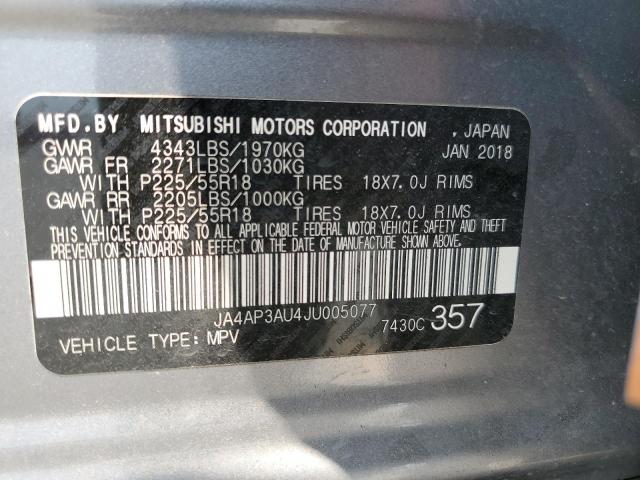 MFD.BY MITSUBISHI MOTORS CORPORATION . JAPAN
GVWR 4343LBS/1970KG JAN 2018
GAWR FR 2271LBS/1030KG
WITH P225/55R18 TIRES 18X7.0J RIMS
GAWR RR 2205LBS/1000KG
WITH P225/55R18 TIRES 18X7.0J RIMS
THIS VEHICLE CONFORMS TO ALL APPLICABLE FEDERAL MOTOR VEHICLE SAFETY AND THEFT
PREVENTION STANDARDS IN EFFECT ON THE DATE OF MANUFACTURE SHOWN ABOVE.
JA4AP3AU4JU005077
VEHICLE TYPE: MPV 7430C 357